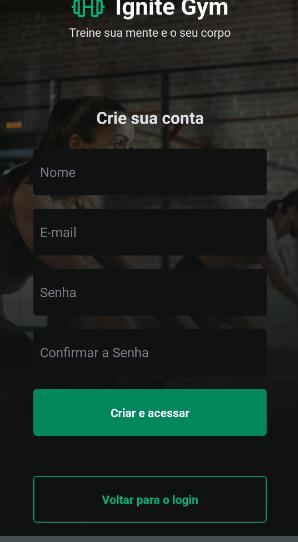 Ignite Gym
Treine sua mente e o seu corpo
Crie sua conta
Nome
E-mail
Senha
Confirmar a Senha
Criar e acessar
Voltar para o login